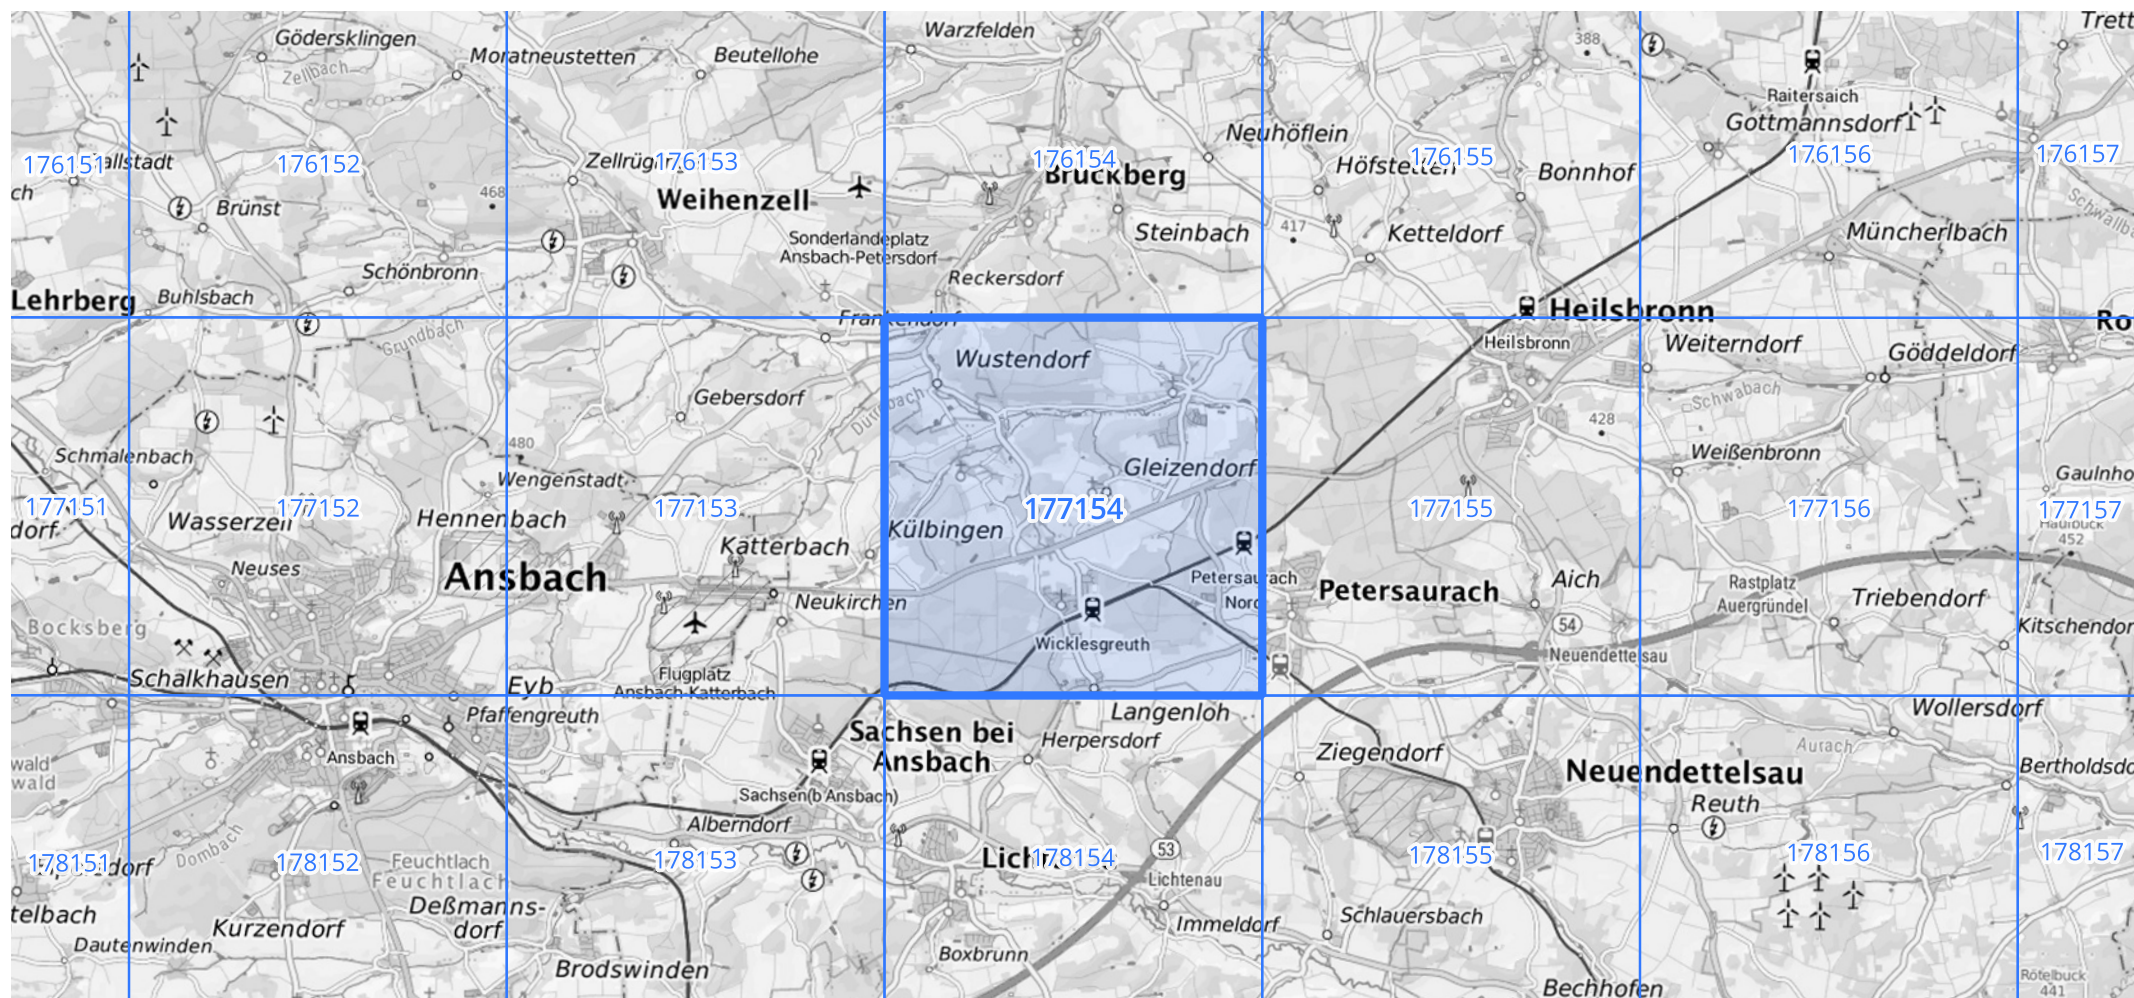 Gödersklingen
Zellbach
Moratneustetten
Beutellohe
Warzfelden
388
Raitersaich
Gottmannsdorf
176151
allstadt
176152
Zellrüg
176153
176154
Bruckberg
Neuhöflein
Höfstetten
176155
Bonnhof
176156
176157
ch
Brünst
468
Weihenzell
Steinbach
417
Ketteldorf
Schwallb
Müncherlbach
Sonderlandeplatz
Ansbach-Petersdorf
Schönbronn
Reckersdorf
Lehrberg
Buhlsbach
Frankendorf
Heilsbronn
Ro
Grundbach
Wustendorf
Heilsbronn
Weiterndorf
Göddeldorf
Gebersdorf
Schwabach
428
480
Schmalenbach
Wengenstadt
Gleizendorf
Weißenbronn
Gaulnho
177151
177152
177153
177154
177155
177156
177157
dorf
Wasserzell
Hennenbach
Külbingen
Haubbuck
452
Neuses
Katterbach
Ansbach
Petersaurach
Nord
Petersaurach
Aich
Rastplatz
Auergründel
Triebendorf
Neukirchen
54
Bocksberg
Wicklesgreuth
Neuendettelsau
Kitschendor
Schalkhausen
Eyb
Flugplatz
Ansbach-Katterbach
Pfaffengreuth
Langenloh
Wollersdorf
Sachsen bei
Ansbach
Herpersdorf
Ziegendorf
Aurach
wald
wald
Ansbach
Neuendettelsau
Bertholdsdo
Sachsen(b Ansbach)
Reuth
Alberndorf
Dombach
53
178151
178152
178153
178154
178155
178156
178157
dorf
Feuchtlach
Feuchtlach
Lichtenau
telbach
Kurzendorf
Deßmanns-
dorf
Immeldorf
Schlauersbach
Dautenwinden
Boxbrunn
Brodswinden
Bechhofen
Rötelbuck
441